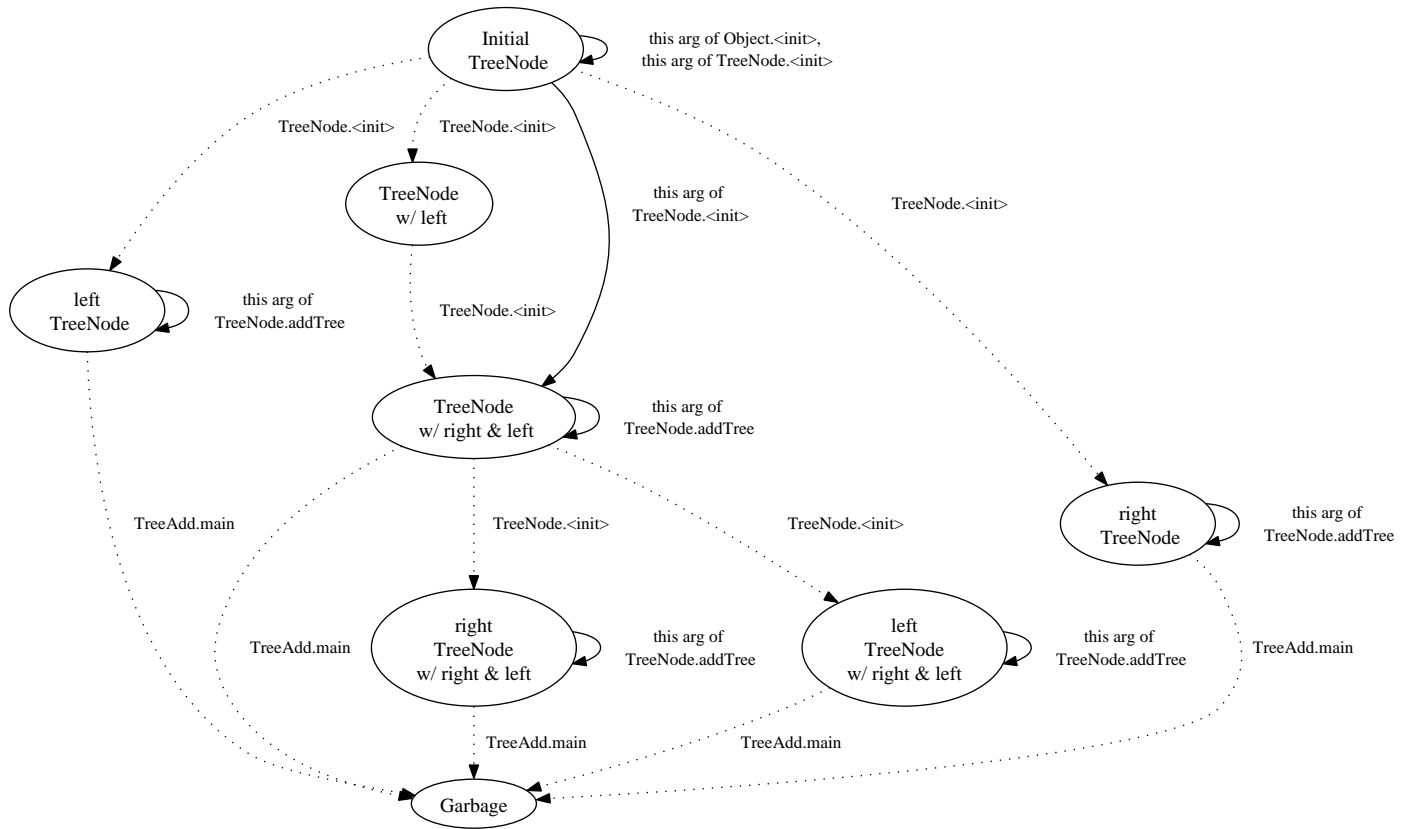 Initial
TreeNode
this arg of Object.<init>,
this arg of TreeNode.<init>
TreeNode.<init>
TreeNode.<init>
TreeNode
w/ left
this arg of
TreeNode.<init>
TreeNode.<init>
left
TreeNode
this arg of
TreeNode.addTree
TreeNode.<init>
TreeNode
w/ right & left
this arg of
TreeNode.addTree
TreeAdd.main
TreeNode.<init>
TreeNode.<init>
right
TreeNode
this arg of
TreeNode.addTree
TreeAdd.main
right
TreeNode
w/ right & left
this arg of
TreeNode.addTree
left
TreeNode
w/ right & left
this arg of
TreeNode.addTree
TreeAdd.main
TreeAdd.main
TreeAdd.main
Garbage